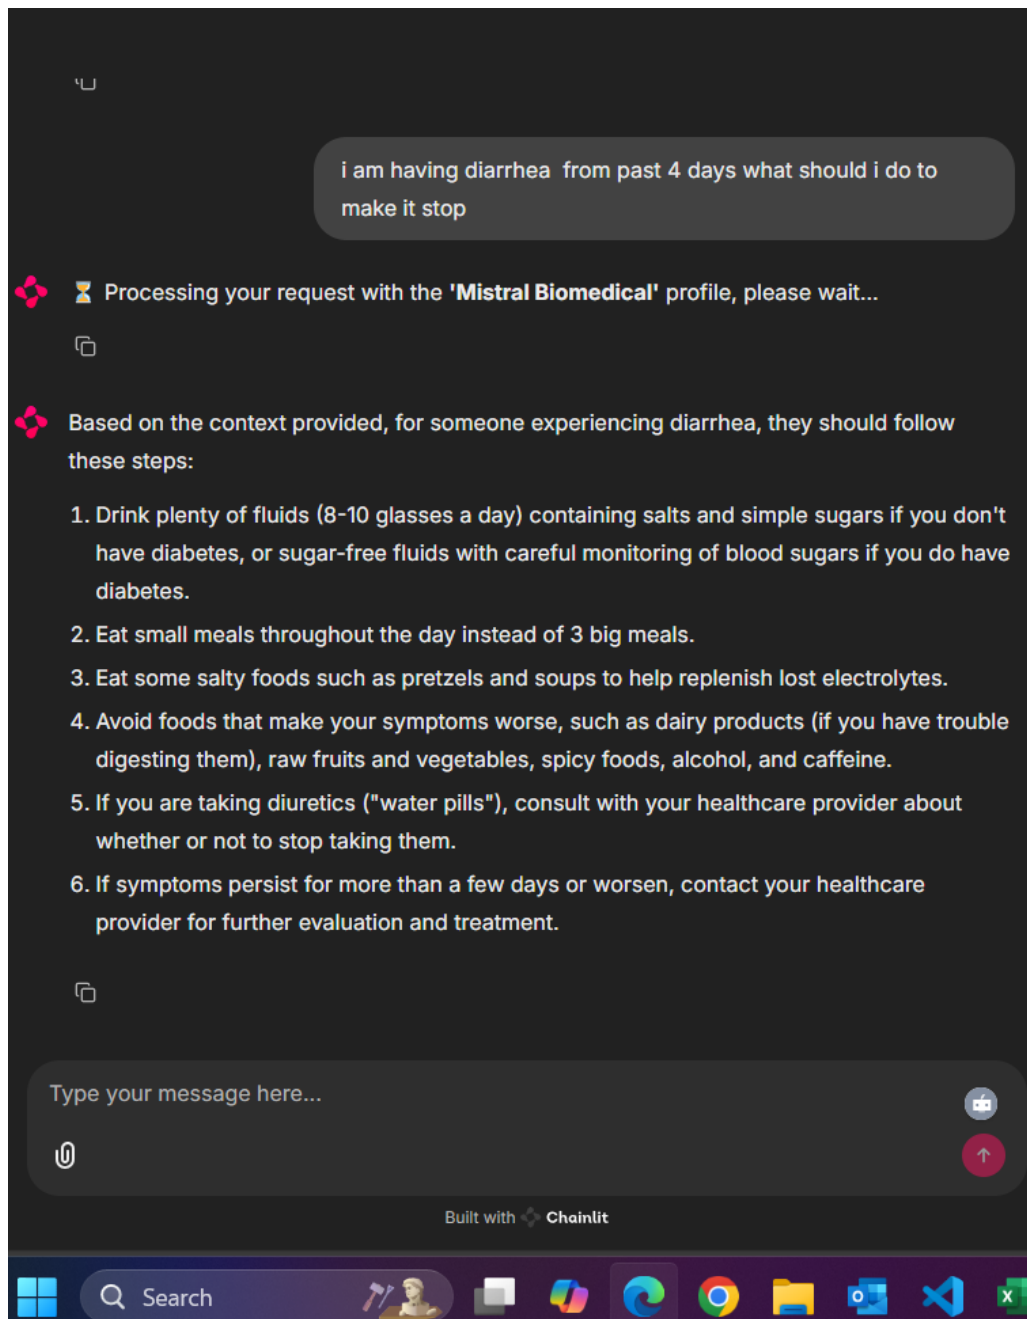 i am having diarrhea  from past 4 days what should i do to
make it stop
⏳ Processing your request with the 'Mistral Biomedical' profile, please wait...
Based on the context provided, for someone experiencing diarrhea, they should follow
these steps:
1. Drink plenty of fluids (8-10 glasses a day) containing salts and simple sugars if you don't
have diabetes, or sugar-free fluids with careful monitoring of blood sugars if you do have
diabetes.
2. Eat small meals throughout the day instead of 3 big meals.
3. Eat some salty foods such as pretzels and soups to help replenish lost electrolytes.
4. Avoid foods that make your symptoms worse, such as dairy products (if you have trouble
digesting them), raw fruits and vegetables, spicy foods, alcohol, and caffeine.
5. If you are taking diuretics ("water pills"), consult with your healthcare provider about
whether or not to stop taking them.
6. If symptoms persist for more than a few days or worsen, contact your healthcare
provider for further evaluation and treatment.
Type your message here...
Built with Chainlit
Search